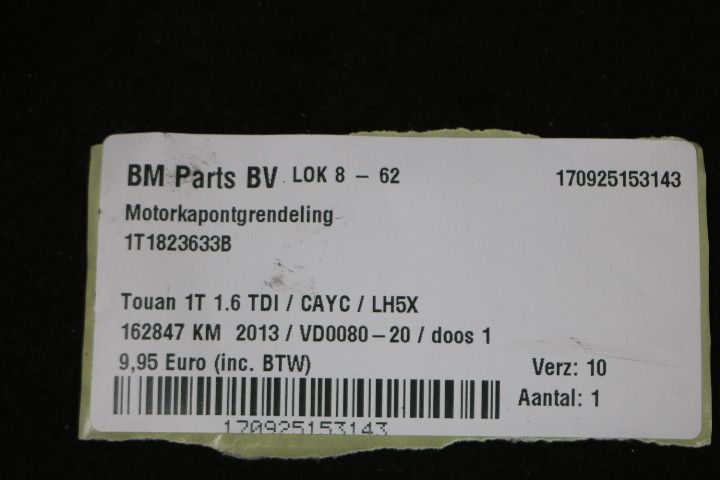 BM Parts BV LOK 8 – 62 170925153143
Motorkapontgrendeling
1T1823633B
Touan 1T 1.6 TDI / CAYC / LH5X
162847 KM 2013 / VD0080–20 / doos 1
9,95 Euro (inc. BTW) Verz: 10
Aantal: 1
170925153143